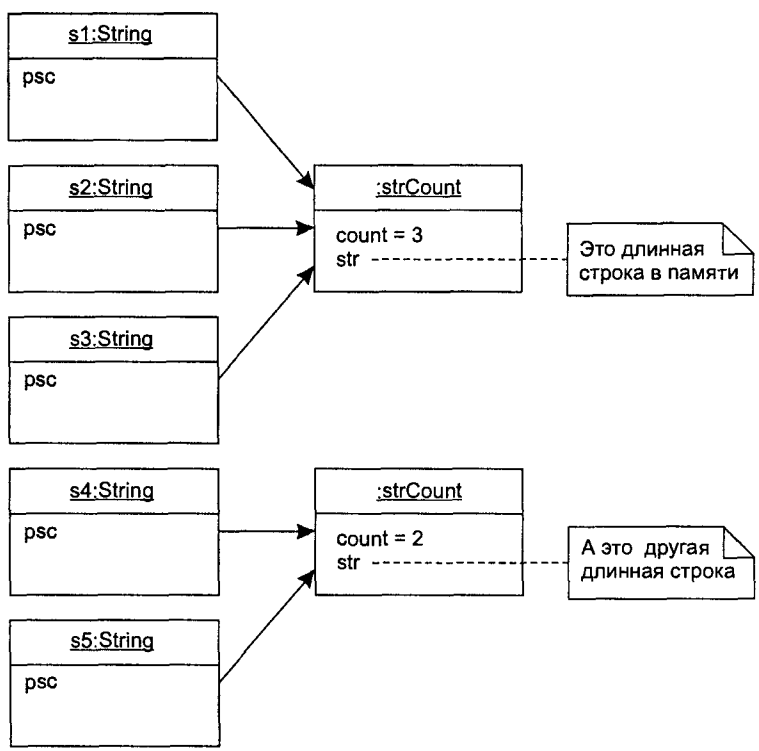 s1:String
psc
s2:String
psc
s3:String
psc
:strCount
count = 3
str
Это длинная
строка в памяти
s4:String
psc
s5:String
psc
:strCount
count = 2
str
А это другая
длинная строка